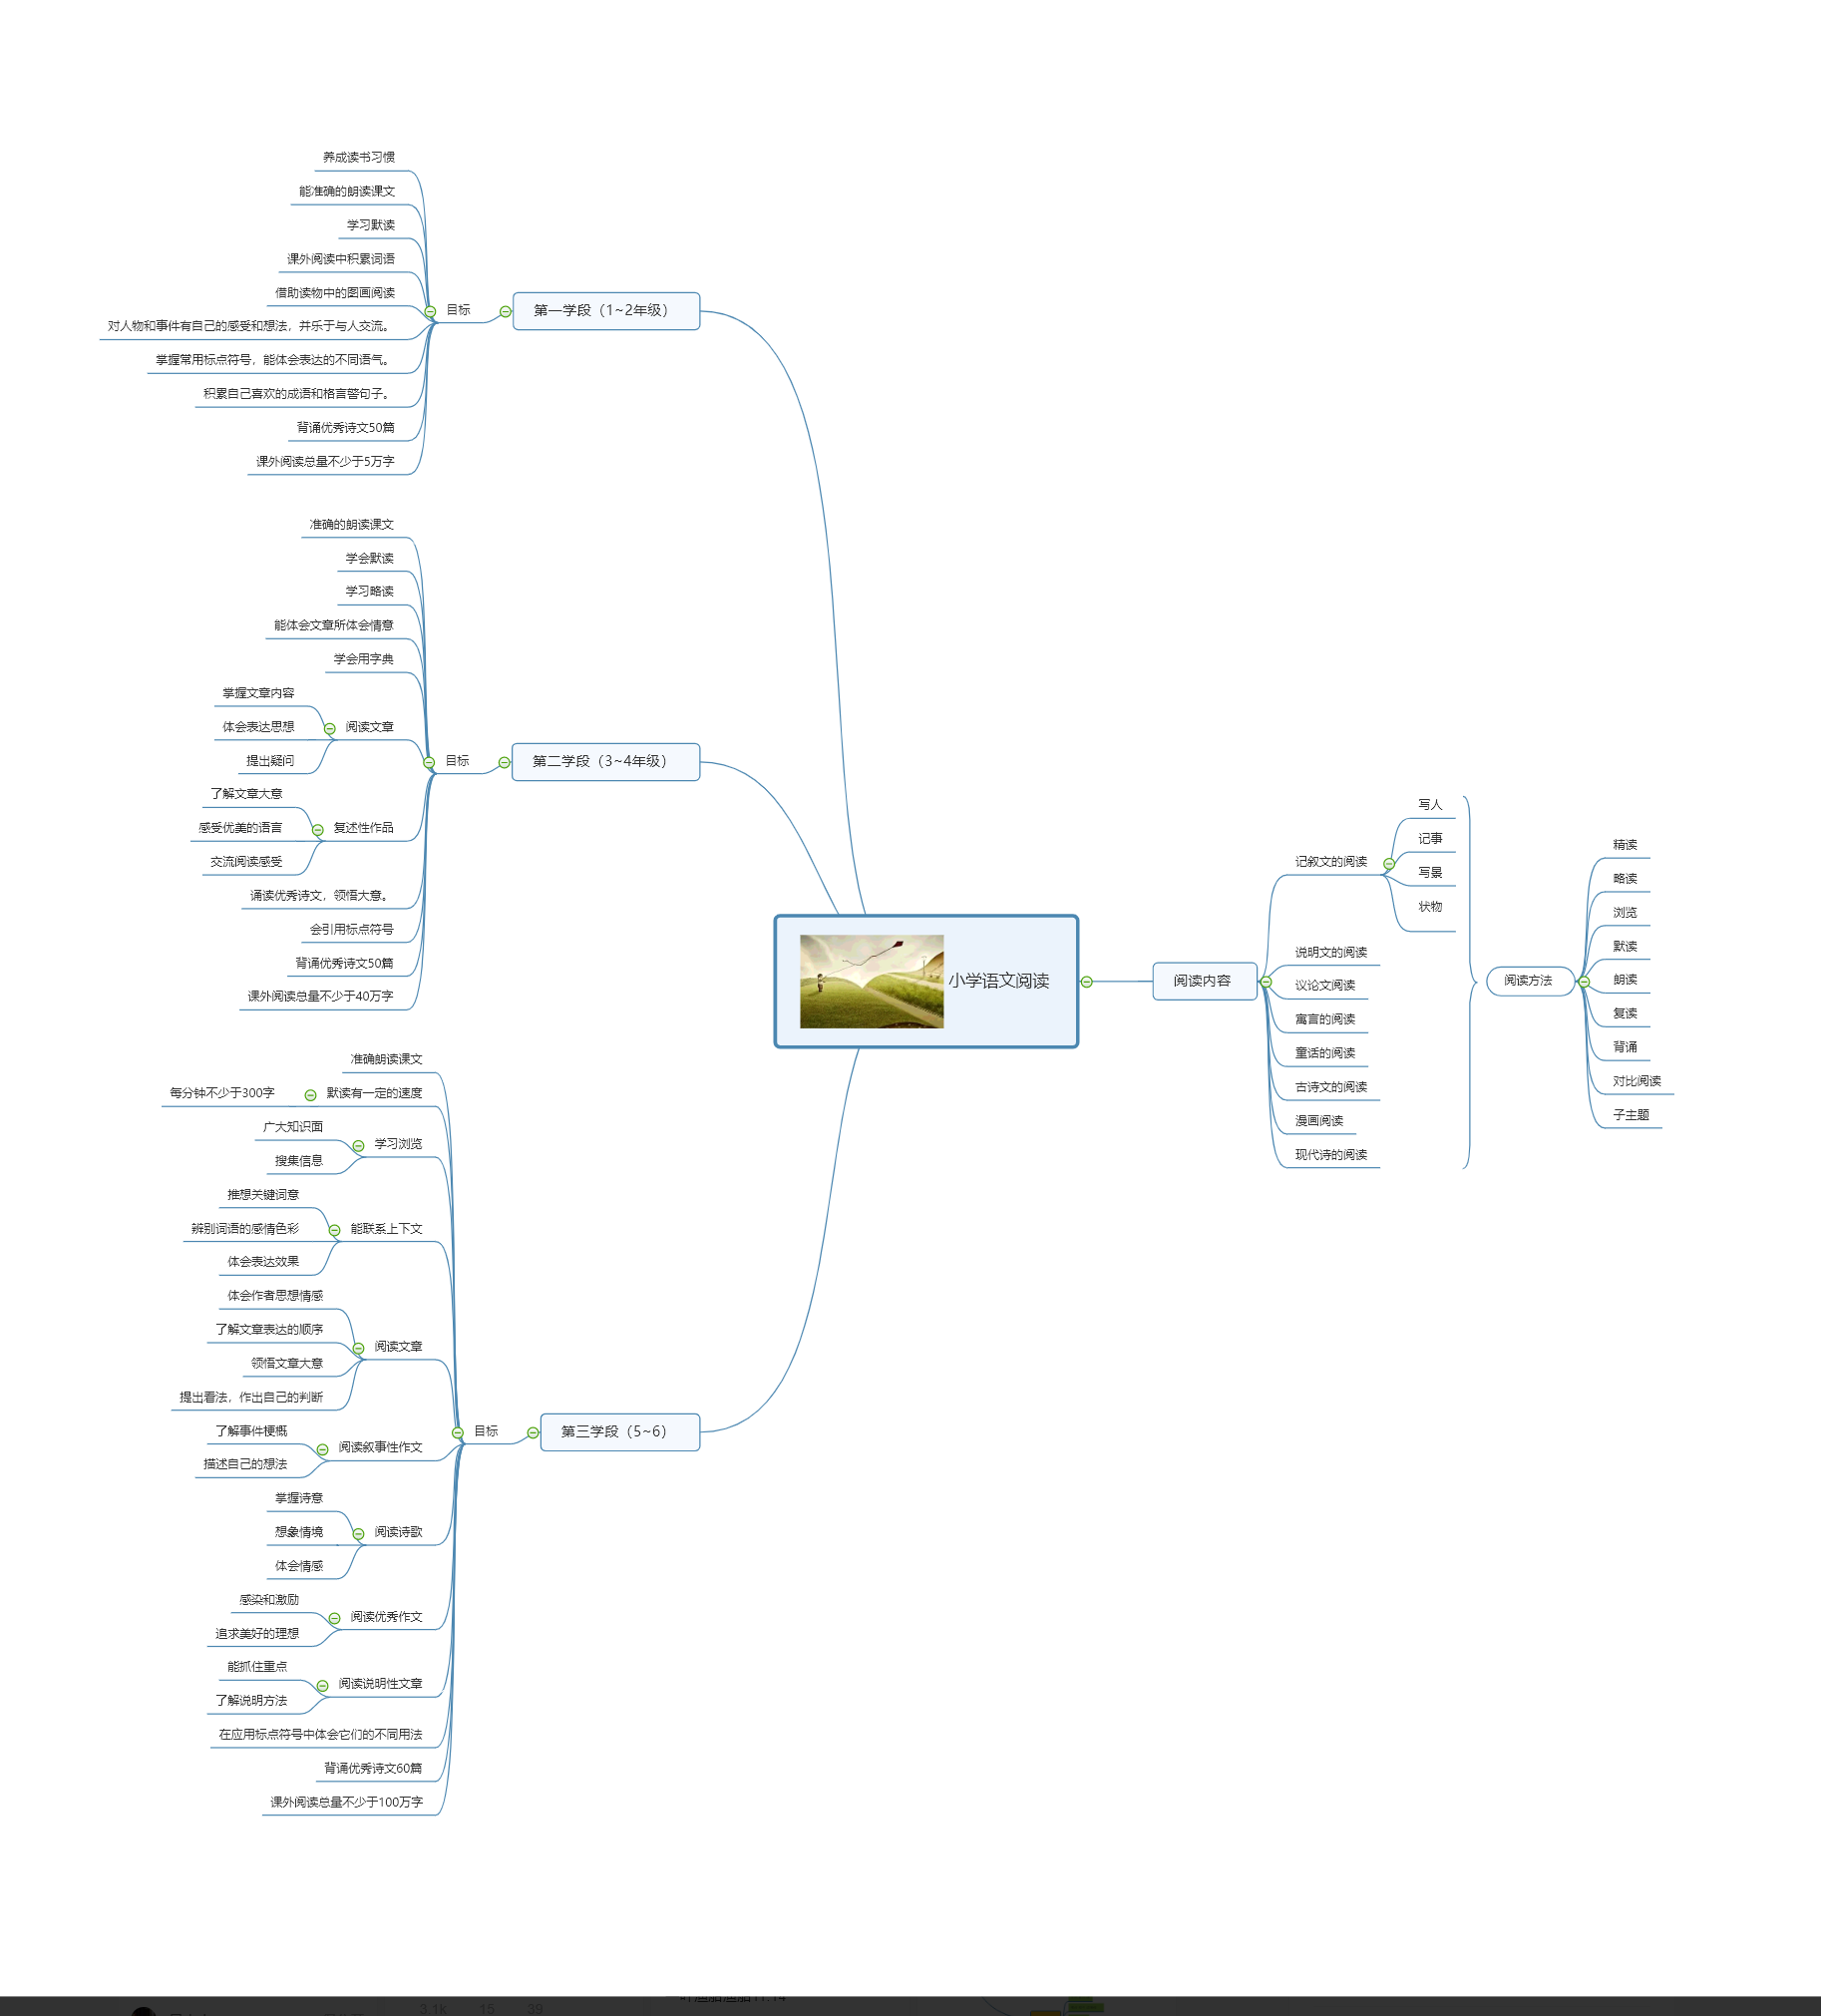 小学语文阅读
第一学段（1~2年级）
目标
养成读书习惯
能准确的朗读课文
学习默读
课外阅读中积累词语
借助读物中的图画阅读
对人物和事件有自己的感受和想法，并乐于与人交流。
掌握常用标点符号，能体会表达的不同语气。
积累自己喜欢的成语和格言警句子。
背诵优秀诗文50篇
课外阅读总量不少于5万字
第二学段（3~4年级）
目标
准确的朗读课文
学会默读
学习略读
能体会文章所体会情意
学会用字典
阅读文章
掌握文章内容
体会表达思想
提出疑问
复述性作品
了解文章大意
感受优美的语言
交流阅读感受
诵读优秀诗文，领悟大意。
会引用标点符号
背诵优秀诗文50篇
课外阅读总量不少于40万字
第三学段（5~6）
目标
准确朗读课文
默读有一定的速度
每分钟不少于300字
学习浏览
广大知识面
搜集信息
能联系上下文
推想关键词意
辨别词语的感情色彩
体会表达效果
阅读文章
体会作者思想情感
了解文章表达的顺序
领悟文章大意
提出看法，作出自己的判断
阅读叙事性作文
了解事件梗概
描述自己的想法
阅读诗歌
掌握诗意
想象情境
体会情感
阅读优秀作文
感染和激励
追求美好的理想
阅读说明性文章
能抓住重点
了解说明方法
在应用标点符号中体会它们的不同用法
背诵优秀诗文60篇
课外阅读总量不少于100万字
阅读内容
记叙文的阅读
写人
记事
写景
状物
说明文的阅读
议论文阅读
寓言的阅读
童话的阅读
古诗文的阅读
漫画阅读
现代诗的阅读
阅读方法
精读
略读
浏览
默读
朗读
复读
背诵
对比阅读
子主题
3.1k
15
39